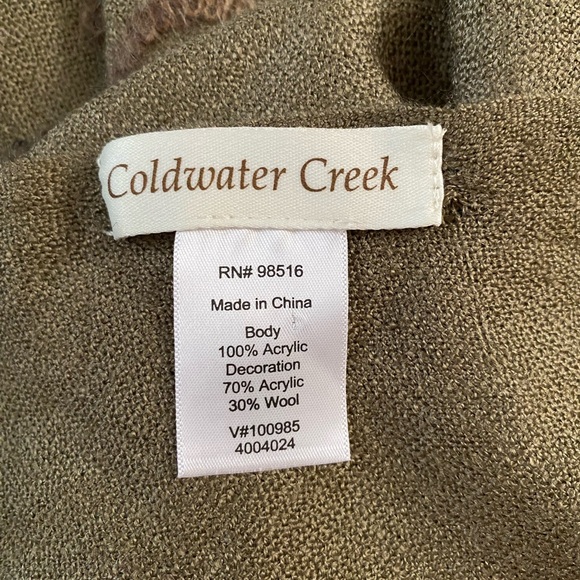 Coldwater Creek
RN# 98516
Made in China
Body
100% Acrylic
Decoration
70% Acrylic
30% Wool
V#100985
4004024